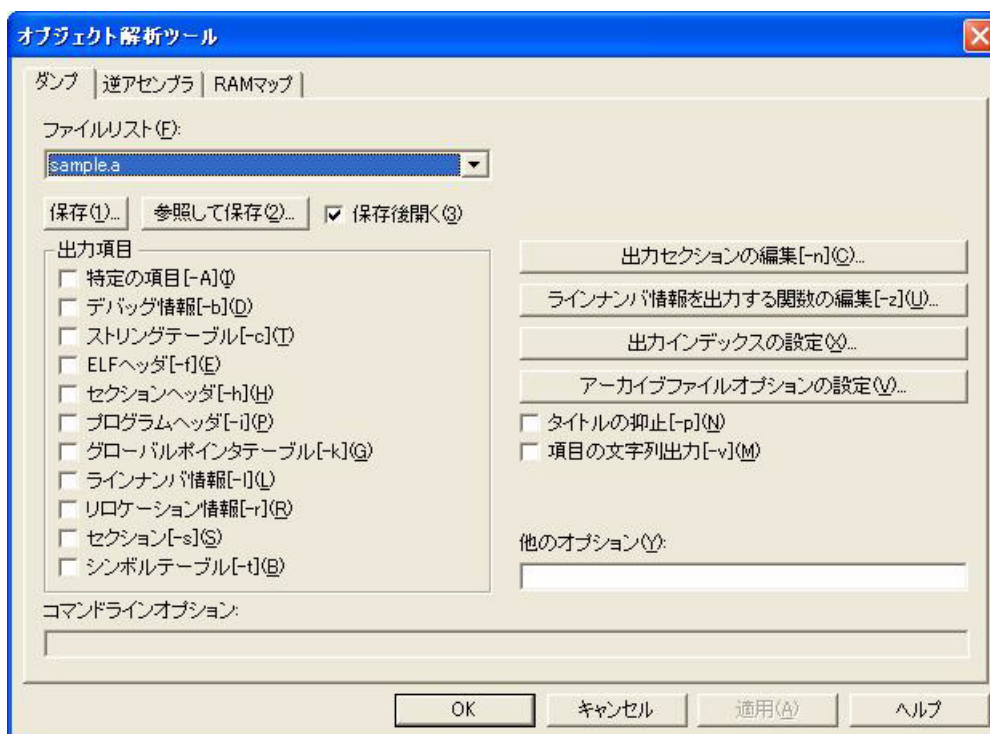 オブジェクト解析ツール
ダンプ 逆アセンブラ RAMマップ
ファイルリスト(F):
sample.a
保存(1)... 参照して保存(2)... 保存後開く(3)
出力項目
特定の項目[-A](I)
デバッグ情報[-b](D)
ストリングテーブル[-c](T)
ELFヘッダ[-f](E)
セクションヘッダ[-h](H)
プログラムヘッダ[-i](P)
グローバルポインタテーブル[-k](G)
ラインナンバ情報[-l](L)
リロケーション情報[-r](R)
セクション[-s](S)
シンボルテーブル[-t](B)
出力セクションの編集[-n](C)...
ラインナンバ情報を出力する関数の編集[-z](U)...
出力インデックスの設定(X)...
アーカイブファイルオプションの設定(V)...
タイトルの抑止[-p](N)
項目の文字列出力[-v](M)
他のオプション(Y):
コマンドラインオプション:
OK キャンセル 適用(A) ヘルプ